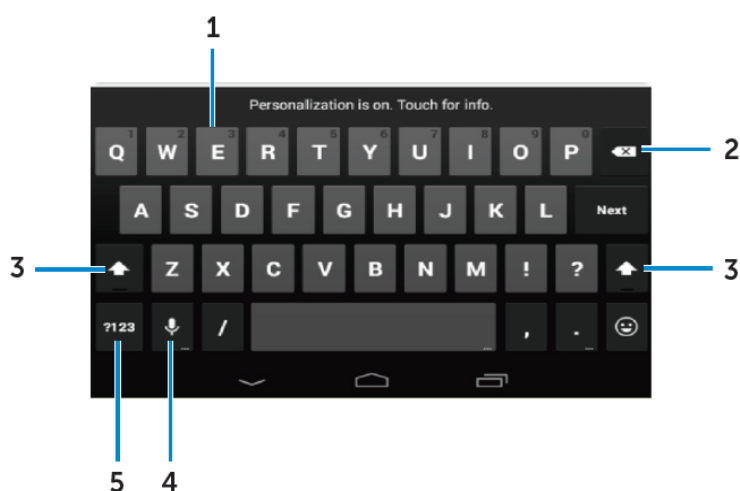 1
Personalization is on. Touch for info.
Q 1 W 2 E 3 R 4 T 5 Y 6 U 7 I 8 O 9 P 0
2
A S D F G H J K L Next
3 Z X C V B N M ! ? 3
?123 / , .
5 4